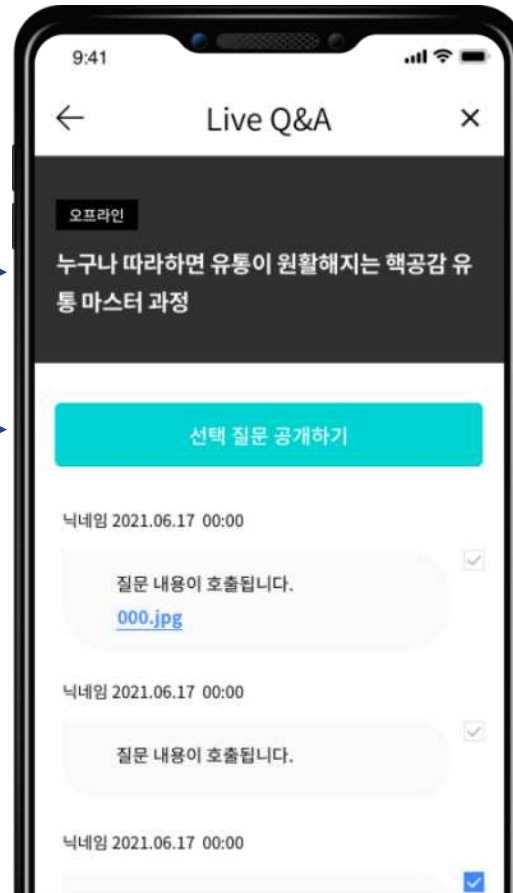 9:41
Live Q&A
오프라인
누구나 따라하면 유통이 원활해지는 핵공감 유
통 마스터 과정
선택 질문 공개하기
닉네임 2021.06.17 00:00
질문 내용이 호출됩니다.
000.jpg
닉네임 2021.06.17 00:00
질문 내용이 호출됩니다.
닉네임 2021.06.17 00:00